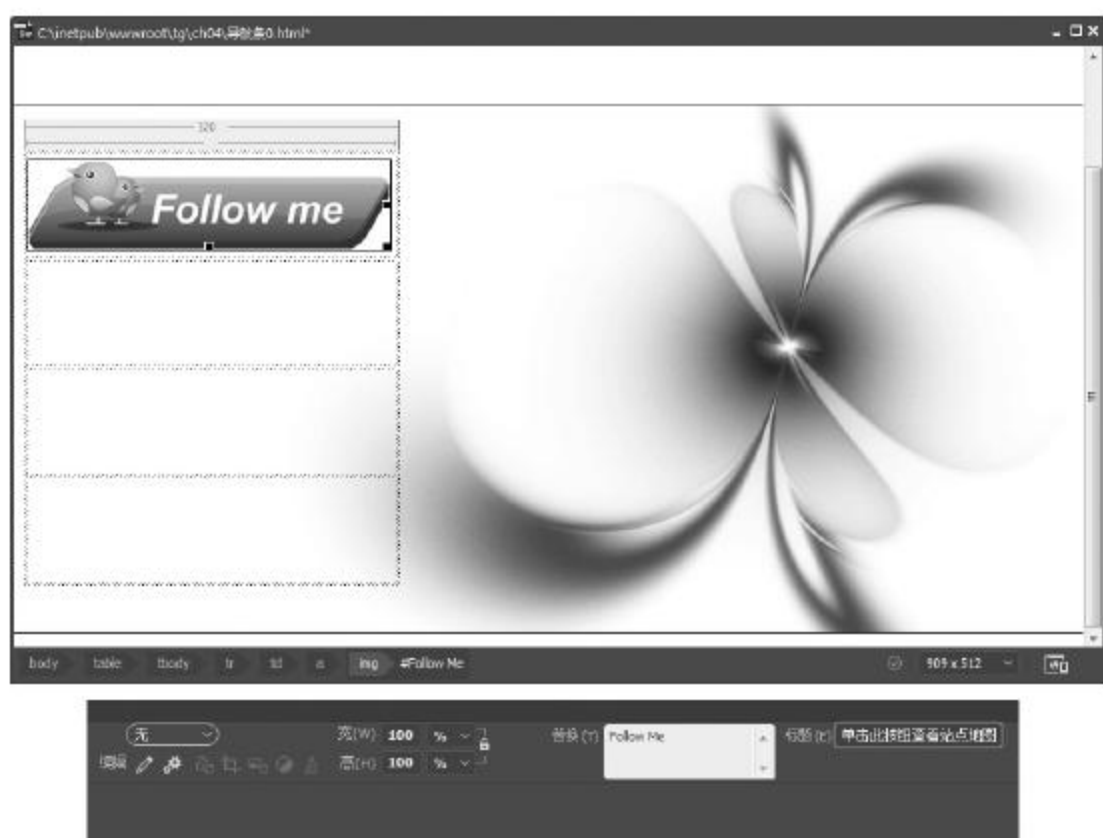 C:\inetpub\wwwroot\tg\ch04\导航条0.html*
320
Follow me
body table tbody tr td a img #Follow Me 909 x 512
无 宽(W) 100 % 替换(T) Follow Me 标题(E) 单击此按钮查看站点地图
编辑 高(H) 100 %